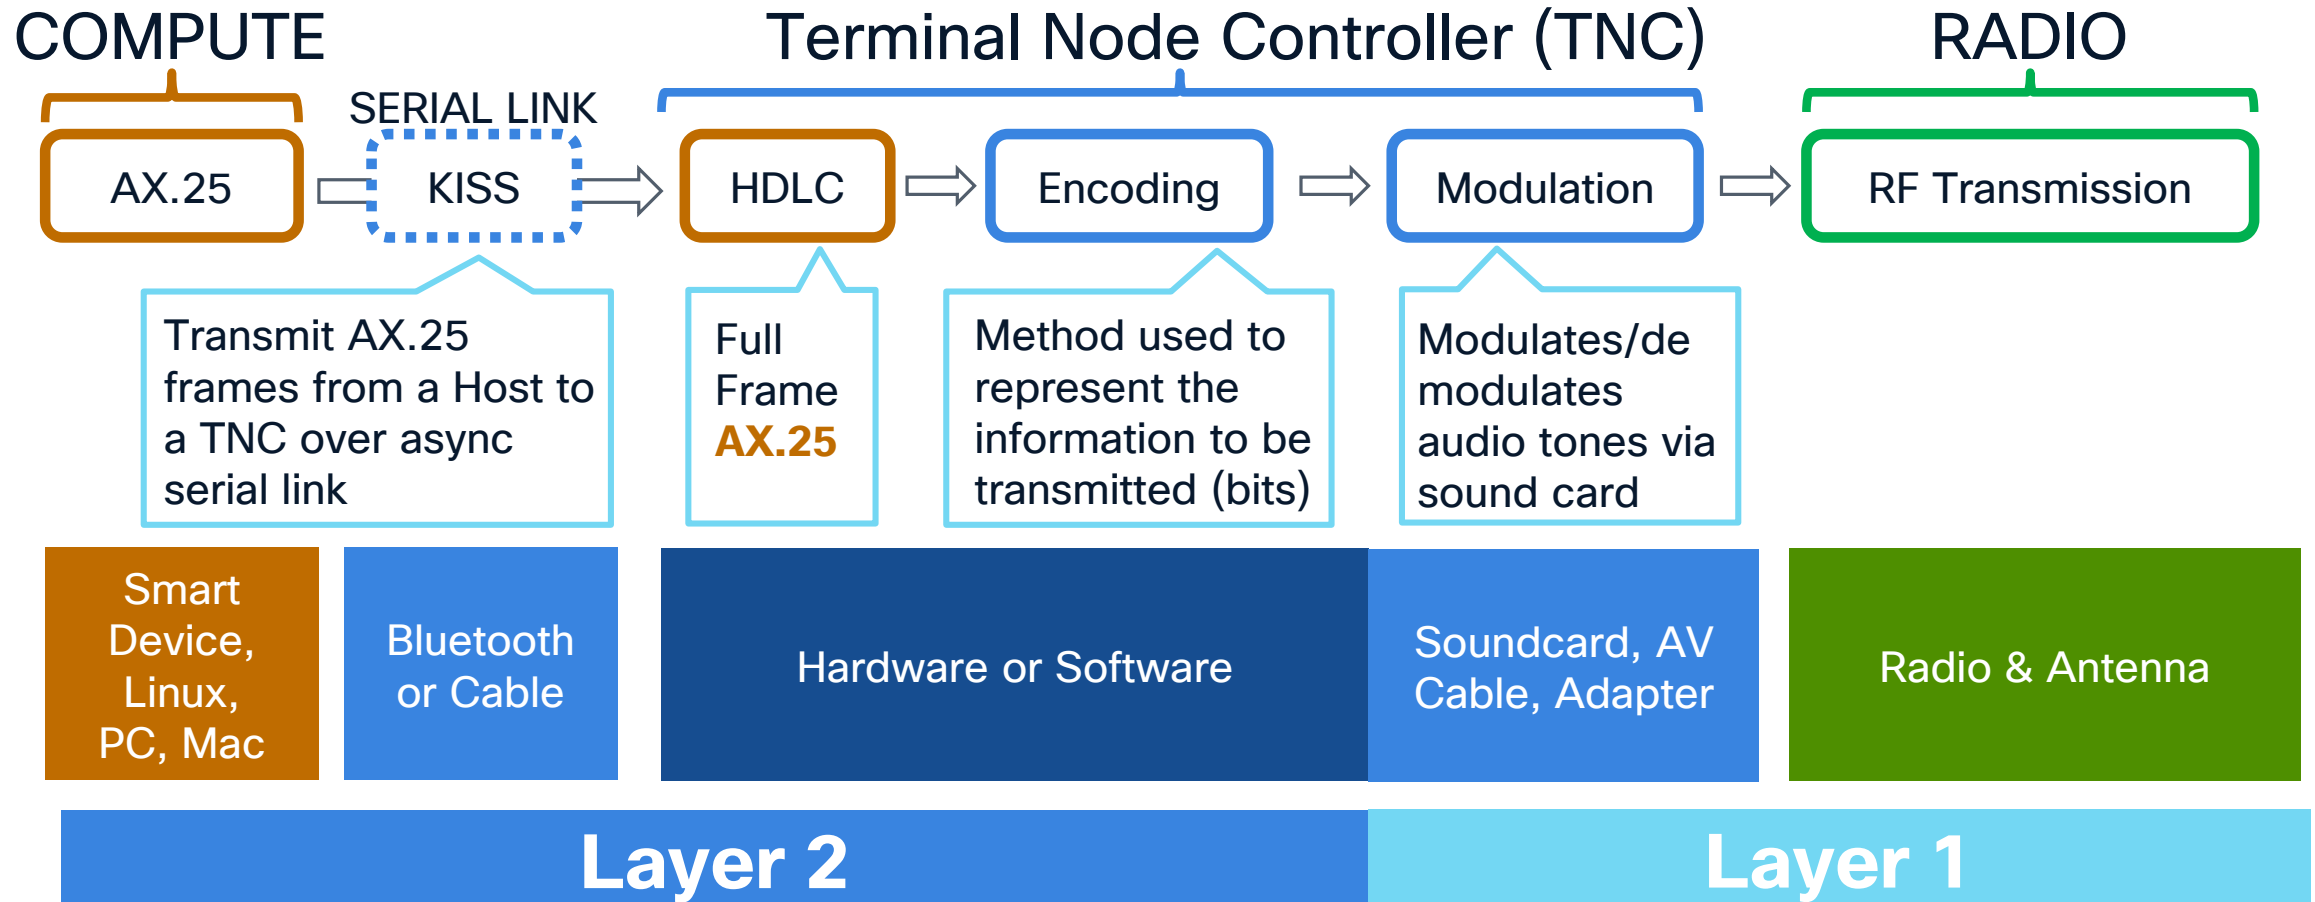 COMPUTE
Terminal Node Controller (TNC)
RADIO
SERIAL LINK
AX.25
KISS
HDLC
Encoding
Modulation
RF Transmission
Transmit AX.25
frames from a Host to
a TNC over async
serial link
Full
Frame
AX.25
Method used to
represent the
information to be
transmitted (bits)
Modulates/de
modulates
audio tones via
sound card
Smart
Device,
Linux,
PC, Mac
Bluetooth
or Cable
Hardware or Software
Soundcard, AV
Cable, Adapter
Radio & Antenna
Layer 2
Layer 1